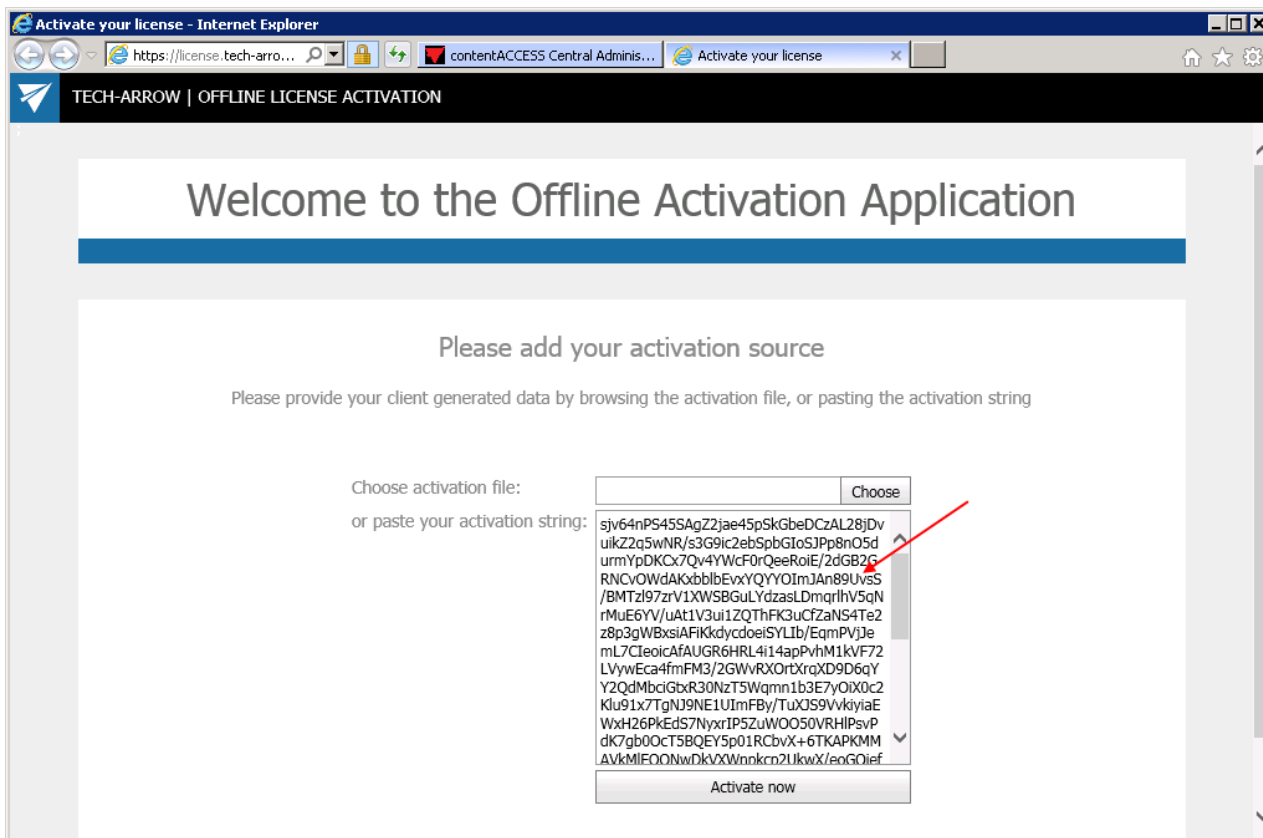 Activate your license - Internet Explorer
https://license.tech-arro... contentACCESS Central Adminis... Activate your license
TECH-ARROW | OFFLINE LICENSE ACTIVATION
Welcome to the Offline Activation Application
Please add your activation source
Please provide your client generated data by browsing the activation file, or pasting the activation string
Choose activation file:
Choose
or paste your activation string:
sjv64nPS45SAgZ2jae45pSkGbeDCzAL28jDv
uikZ2q5wNR/s3G9ic2ebSpbGIoSJPp8nO5d
urmYpDKCx7Qv4YWcF0rQeeRoiE/2dGB2G
RNCvOWdAKxbblbEvxYQYYOImJAn89UvsS
/BMTzl97zrV1XWSBGuLYdzasLDmqrlhV5qN
rMuE6YV/uAt1V3ui1ZQThFK3uCfZaNS4Te2
z8p3gWBxsiAFiKkdycdoeiSYLIb/EqmPVjJe
mL7CIeoicAfAUGR6HRL4i14apPvhM1kVF72
LVywEca4fmFM3/2GWvRXOrtXrqXD9D6qY
Y2QdMbciGtxR30NzT5Wqmn1b3E7yOiX0c2
Klu91x7TgNJ9NE1UImFBy/TuXJS9VvkiyiaE
WxH26PkEdS7NyxrIP5ZuWOO50VRHlPsvP
dK7gb0OcT5BQEY5p01RCbvX+6TKAPKMM
Activate now